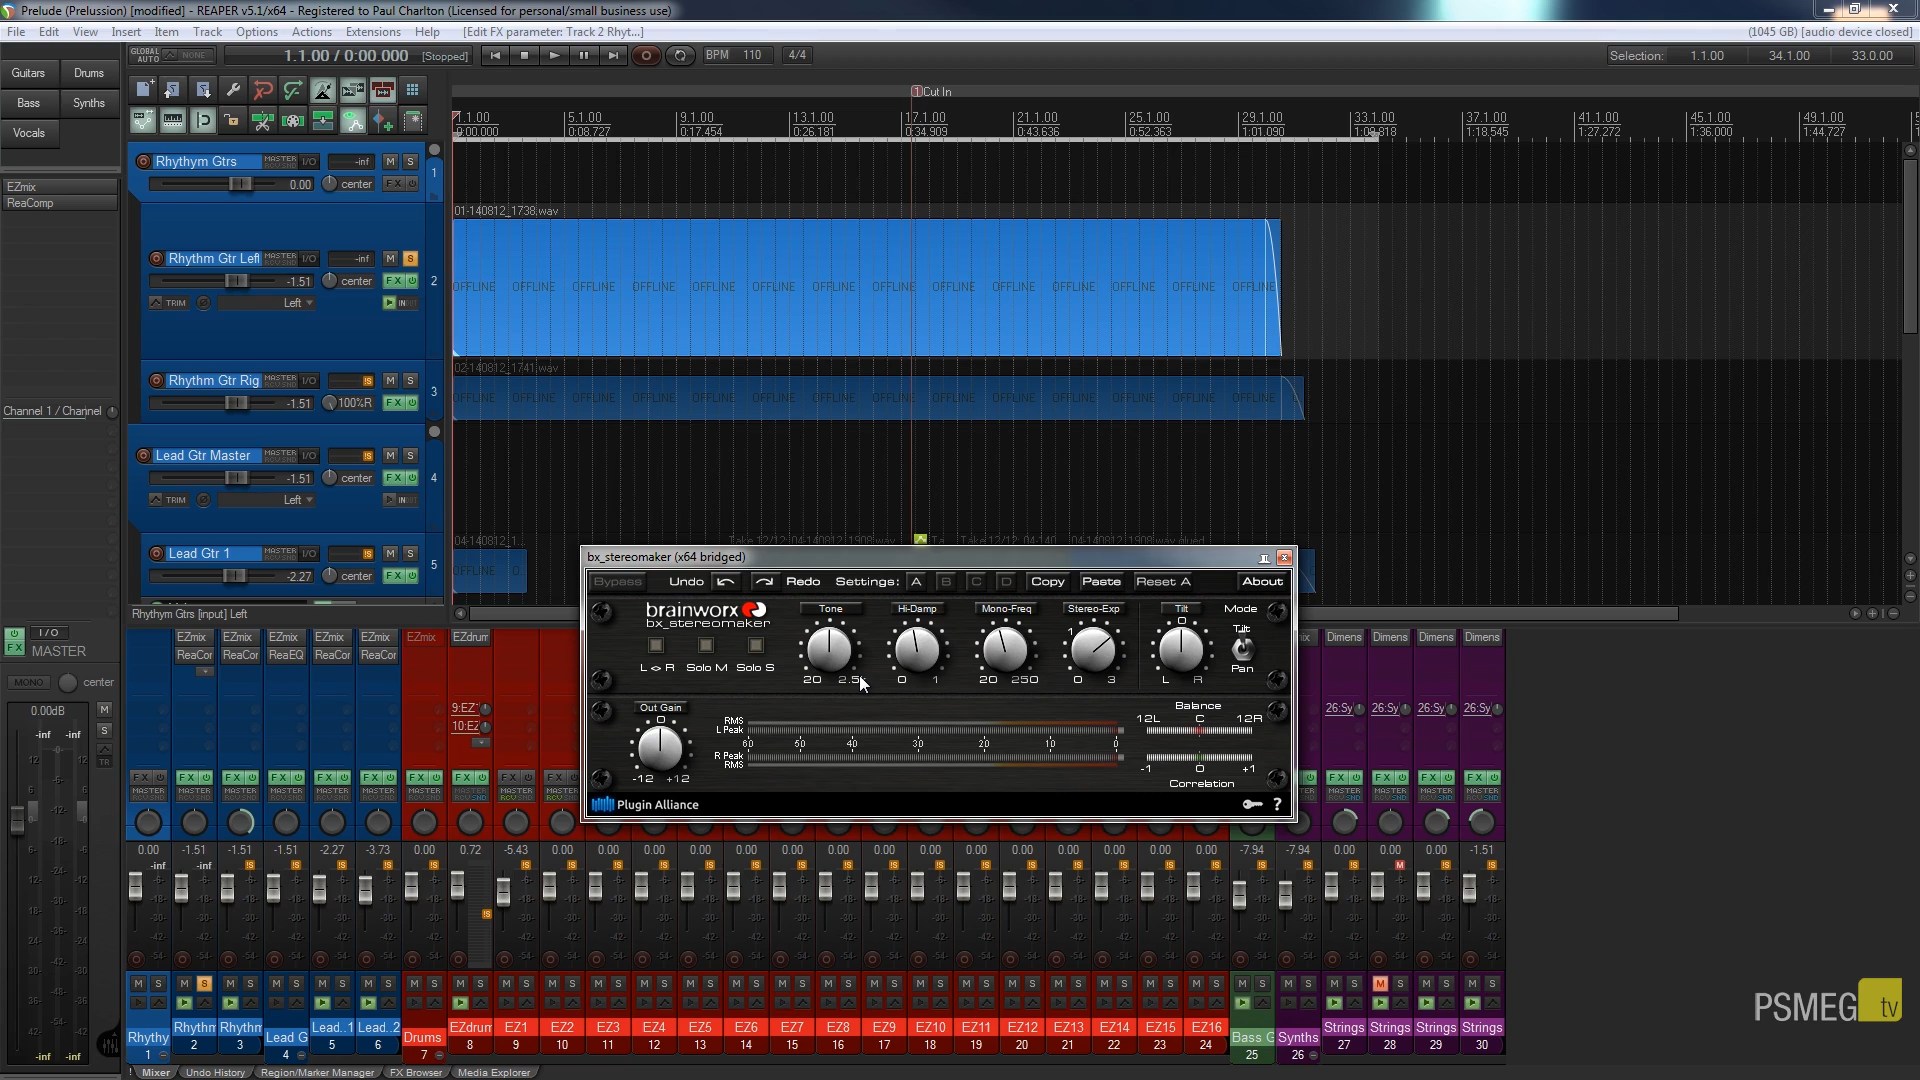 Prelude (Prelussion) [modified] - REAPER v5.1/x64 - Registered to Paul Charlton (Licensed for personal/small business use)
File Edit View Insert Item Track Options Actions Extensions Help [Edit FX parameter: Track 2 Rhyt...] (1045 GB) [audio device closed]
GLOBAL AUTO NONE 1.1.00 / 0:00.000 [Stopped] BPM 110 4/4 Selection: 1.1.00 34.1.00 33.0.00
Guitars Drums
Bass Synths
Vocals
EZmix
ReaComp
Channel 1 / Channel
1 Cut In
1.1.00 5.1.00 9.1.00 13.1.00 17.1.00 21.1.00 25.1.00 29.1.00 33.1.00 37.1.00 41.1.00 45.1.00 49.1.00
0:00.000 0:08.727 0:17.454 0:26.181 0:34.909 0:43.636 0:52.363 1:01.090 1:09.818 1:18.545 1:27.272 1:36.000 1:44.727
Rhythym Gtrs MASTER I/O -inf M S 1
0.00 center FX
01-140812_1738.wav
Rhythm Gtr Left MASTER I/O -inf M S 2
-1.51 center FX
TRIM Left IN
OFFLINE OFFLINE OFFLINE OFFLINE OFFLINE OFFLINE OFFLINE OFFLINE OFFLINE OFFLINE OFFLINE OFFLINE OFFLINE OFFLINE
02-140812_1741.wav
Rhythm Gtr Rig MASTER I/O M S 3
-1.51 100%R FX
OFFLINE OFFLINE OFFLINE OFFLINE OFFLINE OFFLINE OFFLINE OFFLINE OFFLINE OFFLINE OFFLINE OFFLINE OFFLINE OFFLINE
Lead Gtr Master MASTER I/O M S 4
-1.51 center FX
TRIM Left IN
Lead Gtr 1 MASTER I/O M S 5
-2.27 center FX
04-140812_1...
OFFLINE
Rhythm Gtrs [input] Left
bx_stereomaker (x64 bridged)
Bypass Undo Redo Settings: A B C D Copy Paste Reset A About
brainworx
bx_stereomaker
L <> R Solo M Solo S
Tone Hi-Damp Mono-Freq Stereo-Exp Tilt Mode
Tilt
Pan
20 2.5k 0 1 20 250 0 3 L R
Out Gain
0
-12 +12
RMS
L Peak
60 50 40 30 20 10 0
R Peak
RMS
Balance
12L C 12R
-1 0 +1
Correlation
Plugin Alliance ?
I/O
FX MASTER
MONO center
0.00dB M
-inf -inf S
TR
EZmix EZmix EZmix EZmix EZmix EZmix EZdrum Dimens Dimens Dimens Dimens
ReaCor ReaCor ReaEQ ReaCor ReaCor
26:Sy 26:Sy 26:Sy 26:Sy
0.00 -1.51 -1.51 -1.51 -2.27 -3.73 0.00 0.72 -5.43 0.00 0.00 0.00 0.00 0.00 0.00 0.00 0.00 0.00 0.00 0.00 0.00 0.00 0.00 0.00 -7.94 -7.94 0.00 0.00 0.00 -1.51
Rhythy Rhythm Rhythm Lead G Lead..1 Lead..2 Drums EZdrum EZ1 EZ2 EZ3 EZ4 EZ5 EZ6 EZ7 EZ8 EZ9 EZ10 EZ11 EZ12 EZ13 EZ14 EZ15 EZ16 Bass G Synths Strings Strings Strings Strings
1 2 3 4 5 6 7 8 9 10 11 12 13 14 15 16 17 18 19 20 21 22 23 24 25 26 27 28 29 30
! Mixer Undo History Region/Marker Manager FX Browser Media Explorer
PSMEG tv